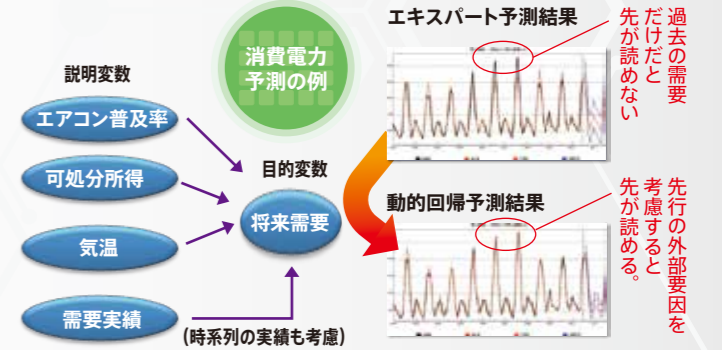 消費電力
予測の例
説明変数
エアコン普及率
可処分所得
気温
需要実績
目的変数
将来需要
(時系列の実績も考慮)
エキスパート予測結果
過去の需要
だけだと
先が読めない
動的回帰予測結果
先行の外部要因を
考慮すると
先が読める。